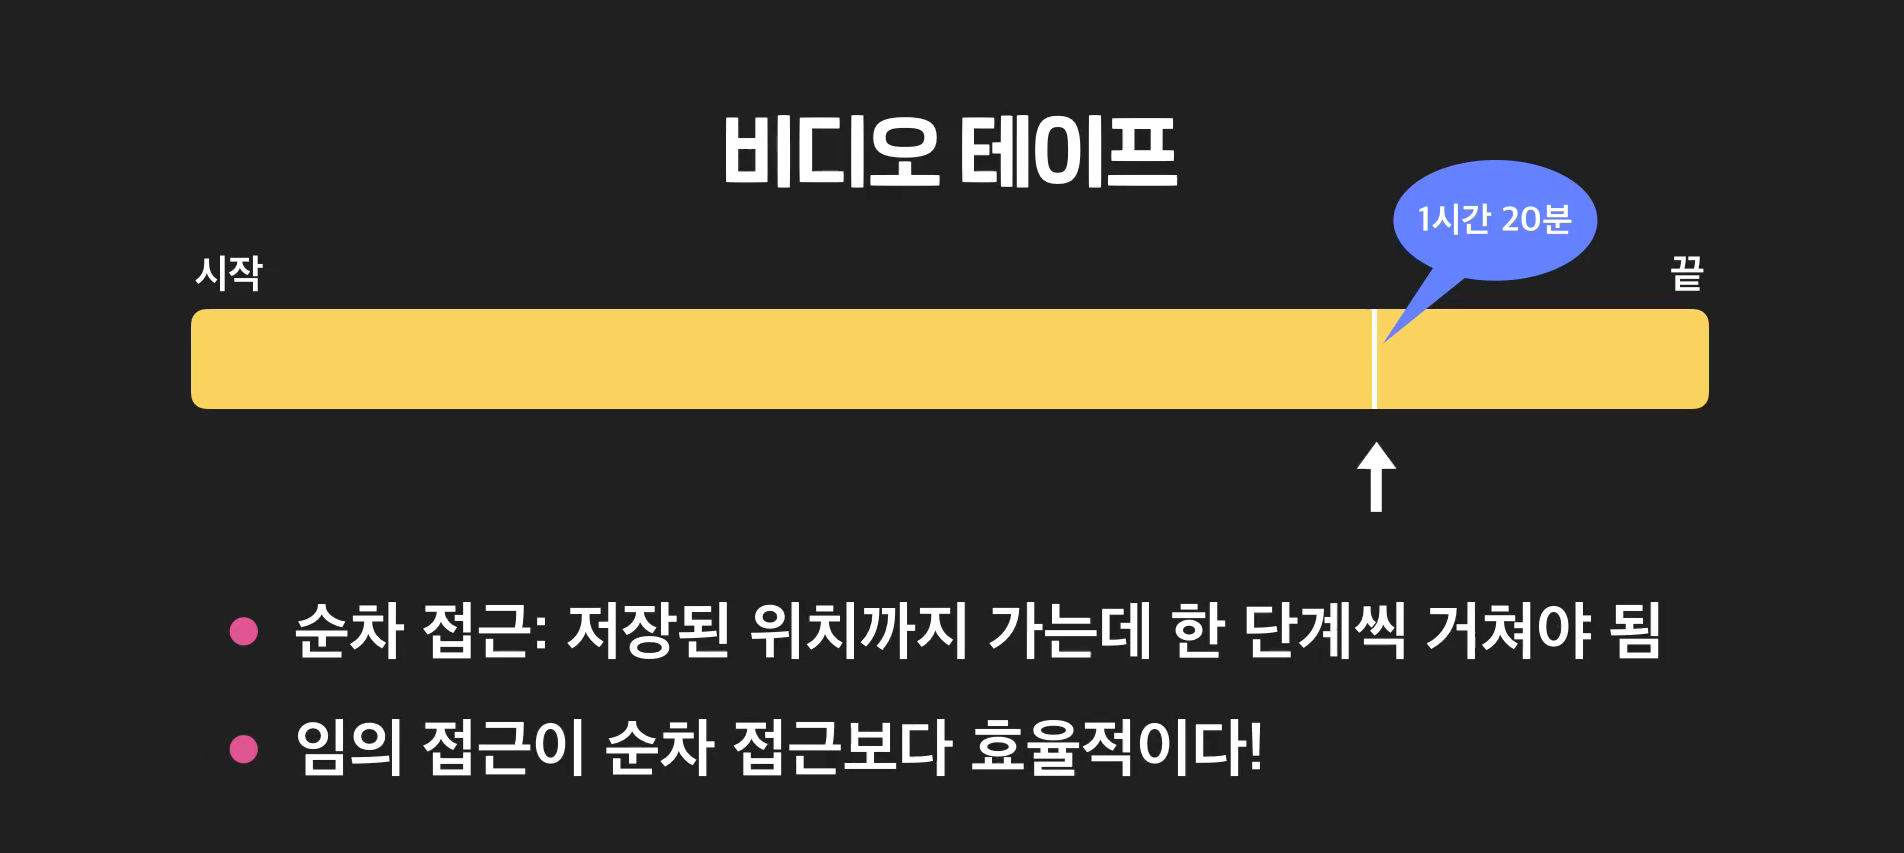 비디오 테이프
1시간 20분
시작
끝
순차 접근: 저장된 위치까지 가는데 한 단계씩 거쳐야 됨
임의 접근이 순차 접근보다 효율적이다!